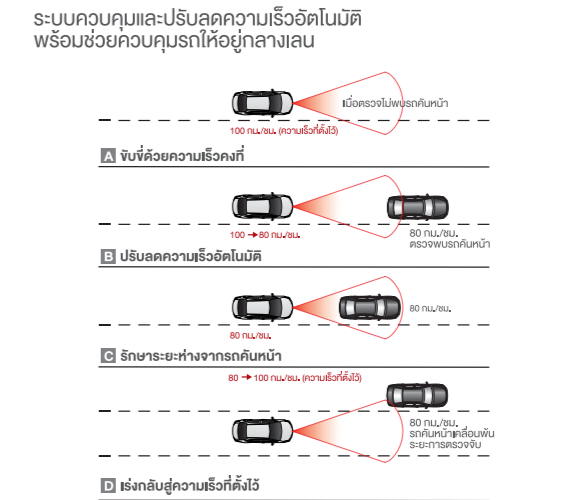 ระบบควบคุมและปรับลดความเร็วอัตโนมัติ
พร้อมช่วยควบคุมรถให้อยู่กลางเลน
เมื่อตรวจไม่พบรถคันหน้า
100 กม./ชม. (ความเร็วที่ตั้งไว้)
A ขับขี่ด้วยความเร็วคงที่
100 → 80 กม./ชม.
80 กม./ชม.
ตรวจพบรถคันหน้า
B ปรับลดความเร็วอัตโนมัติ
80 กม./ชม.
80 กม./ชม.
C รักษาระยะห่างจากรถคันหน้า
80 → 100 กม./ชม. (ความเร็วที่ตั้งไว้)
80 กม./ชม.
รถคันหน้าเคลื่อนพ้น
ระยะการตรวจจับ
D เร่งกลับสู่ความเร็วที่ตั้งไว้